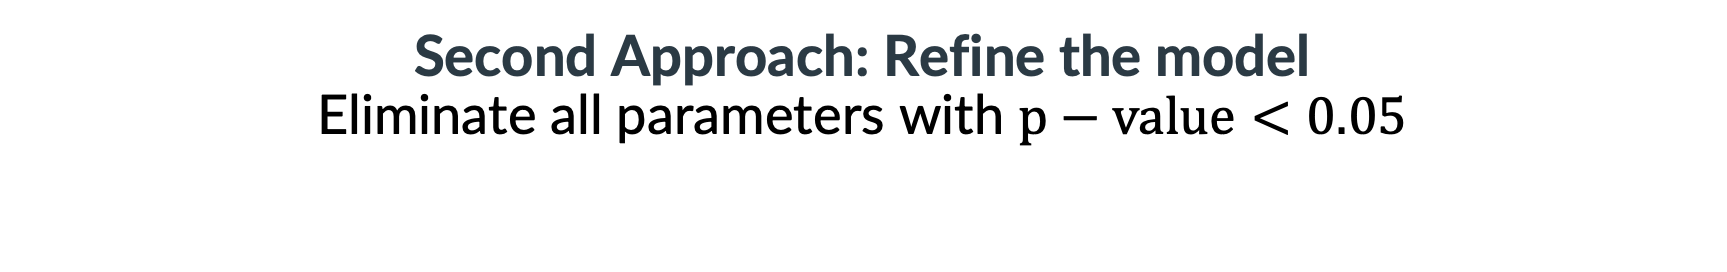 Second Approach: Refine the model
Eliminate all parameters with p − value < 0.05